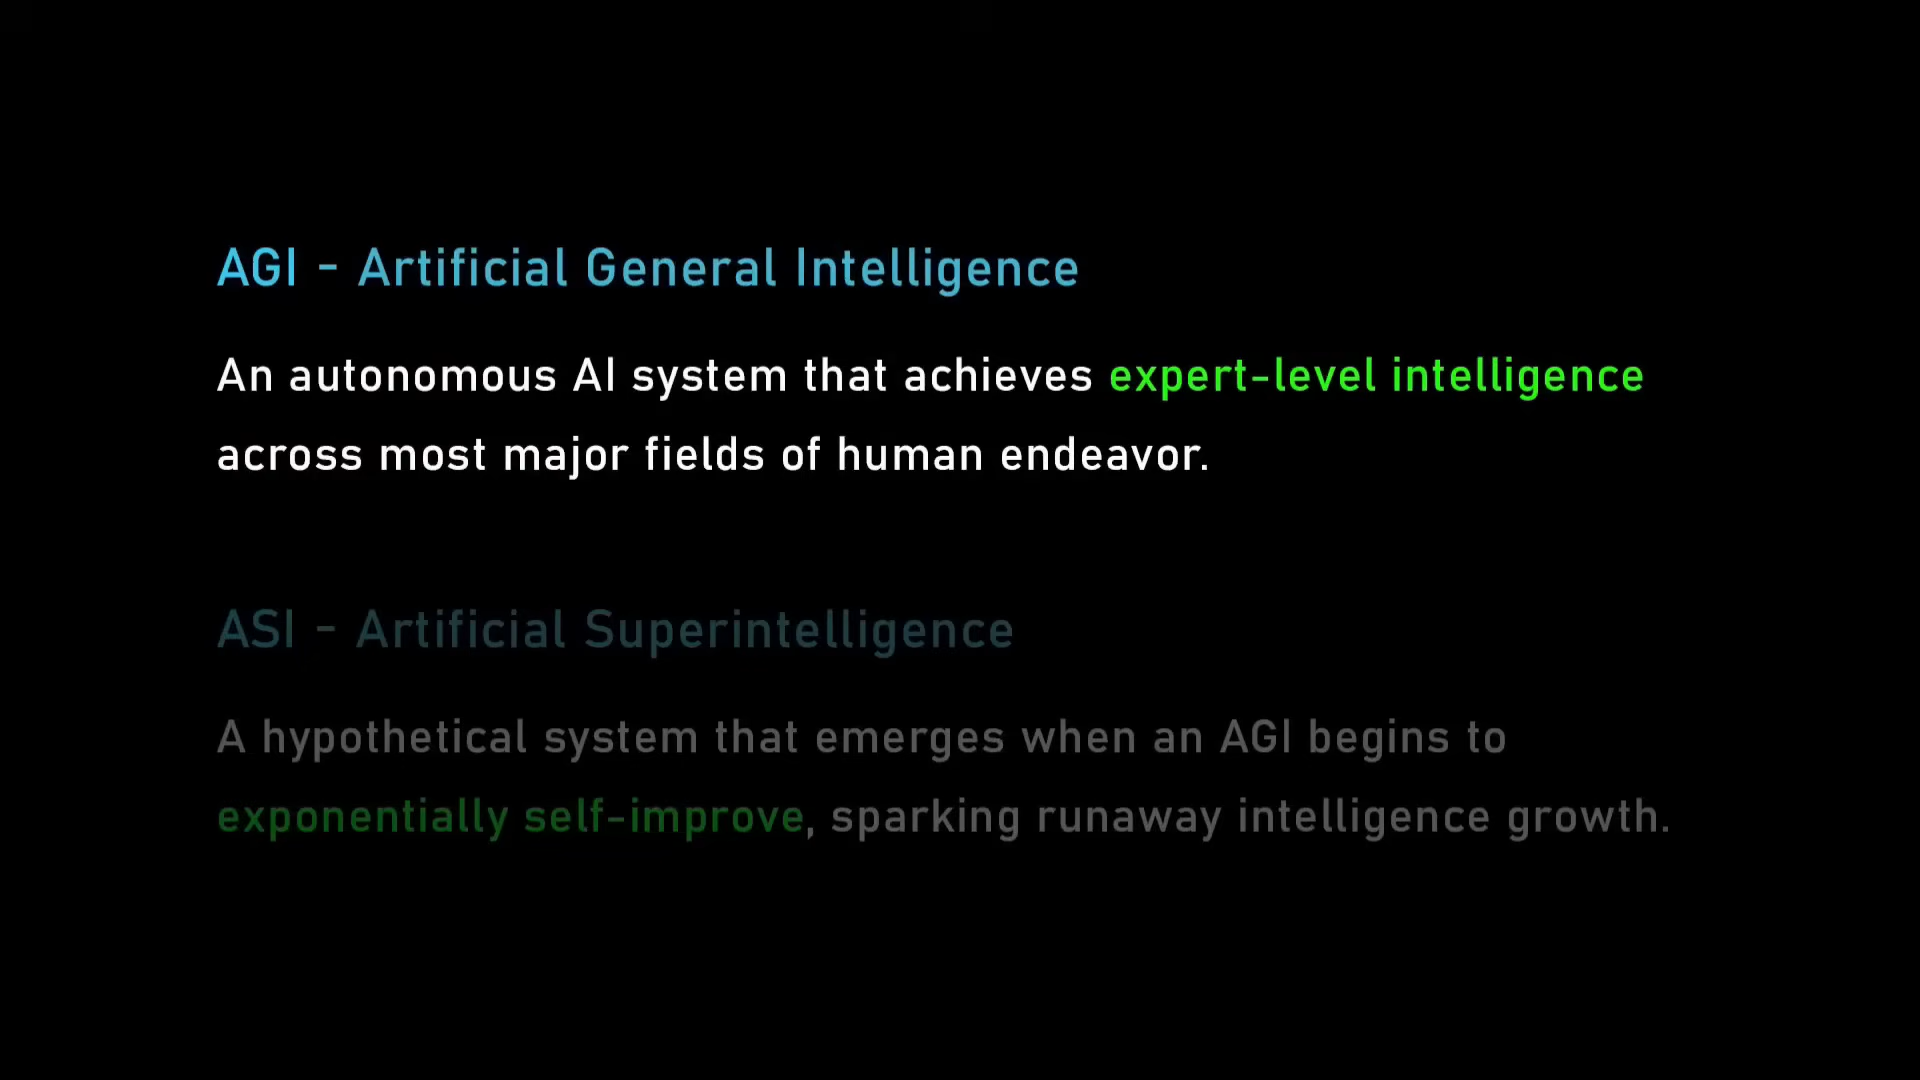 AGI - Artificial General Intelligence
An autonomous AI system that achieves expert-level intelligence
across most major fields of human endeavor.
ASI - Artificial Superintelligence
A hypothetical system that emerges when an AGI begins to
exponentially self-improve, sparking runaway intelligence growth.